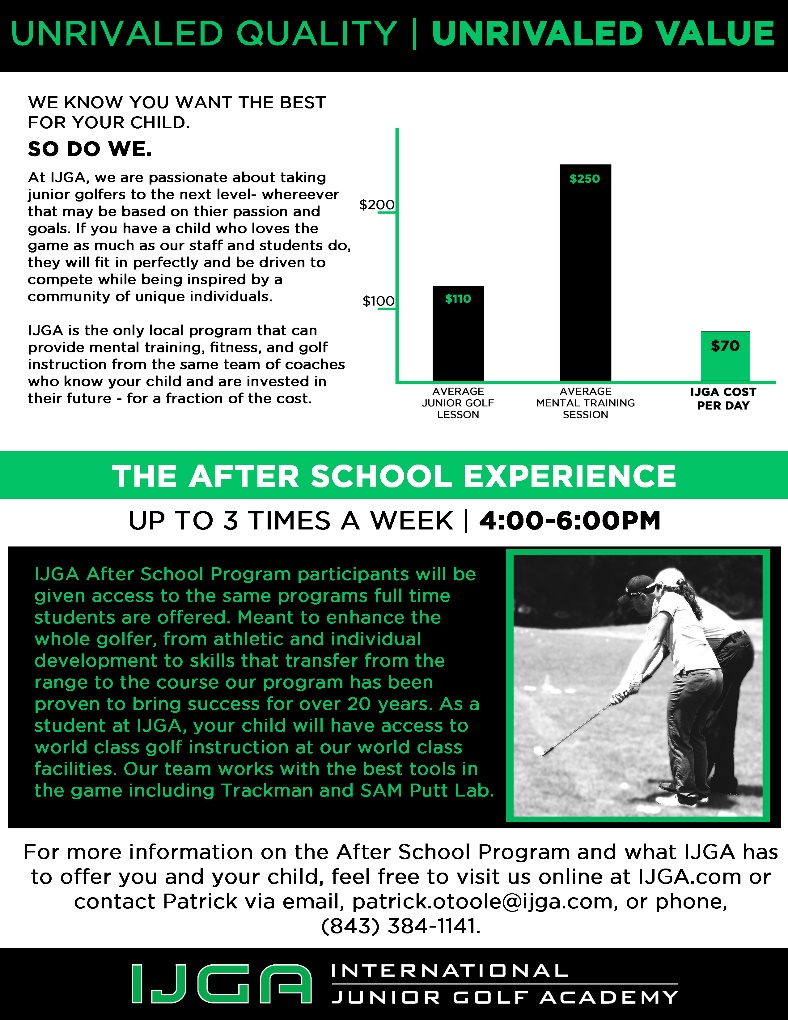 UNRIVALED QUALITY | UNRIVALED VALUE
WE KNOW YOU WANT THE BEST
FOR YOUR CHILD.
SO DO WE.
At IJGA, we are passionate about taking
junior golfers to the next level- whereever
that may be based on thier passion and
goals. If you have a child who loves the
game as much as our staff and students do,
they will fit in perfectly and be driven to
compete while being inspired by a
community of unique individuals.
IJGA is the only local program that can
provide mental training, fitness, and golf
instruction from the same team of coaches
who know your child and are invested in
their future - for a fraction of the cost.
$200
$100
$110
$250
$70
AVERAGE
JUNIOR GOLF
LESSON
AVERAGE
MENTAL TRAINING
SESSION
IJGA COST
PER DAY
THE AFTER SCHOOL EXPERIENCE
UP TO 3 TIMES A WEEK | 4:00-6:00PM
IJGA After School Program participants will be
given access to the same programs full time
students are offered. Meant to enhance the
whole golfer, from athletic and individual
development to skills that transfer from the
range to the course our program has been
proven to bring success for over 20 years. As a
student at IJGA, your child will have access to
world class golf instruction at our world class
facilities. Our team works with the best tools in
the game including Trackman and SAM Putt Lab.
For more information on the After School Program and what IJGA has
to offer you and your child, feel free to visit us online at IJGA.com or
contact Patrick via email, patrick.otoole@ijga.com, or phone,
(843) 384-1141.
IJGA INTERNATIONAL
JUNIOR GOLF ACADEMY